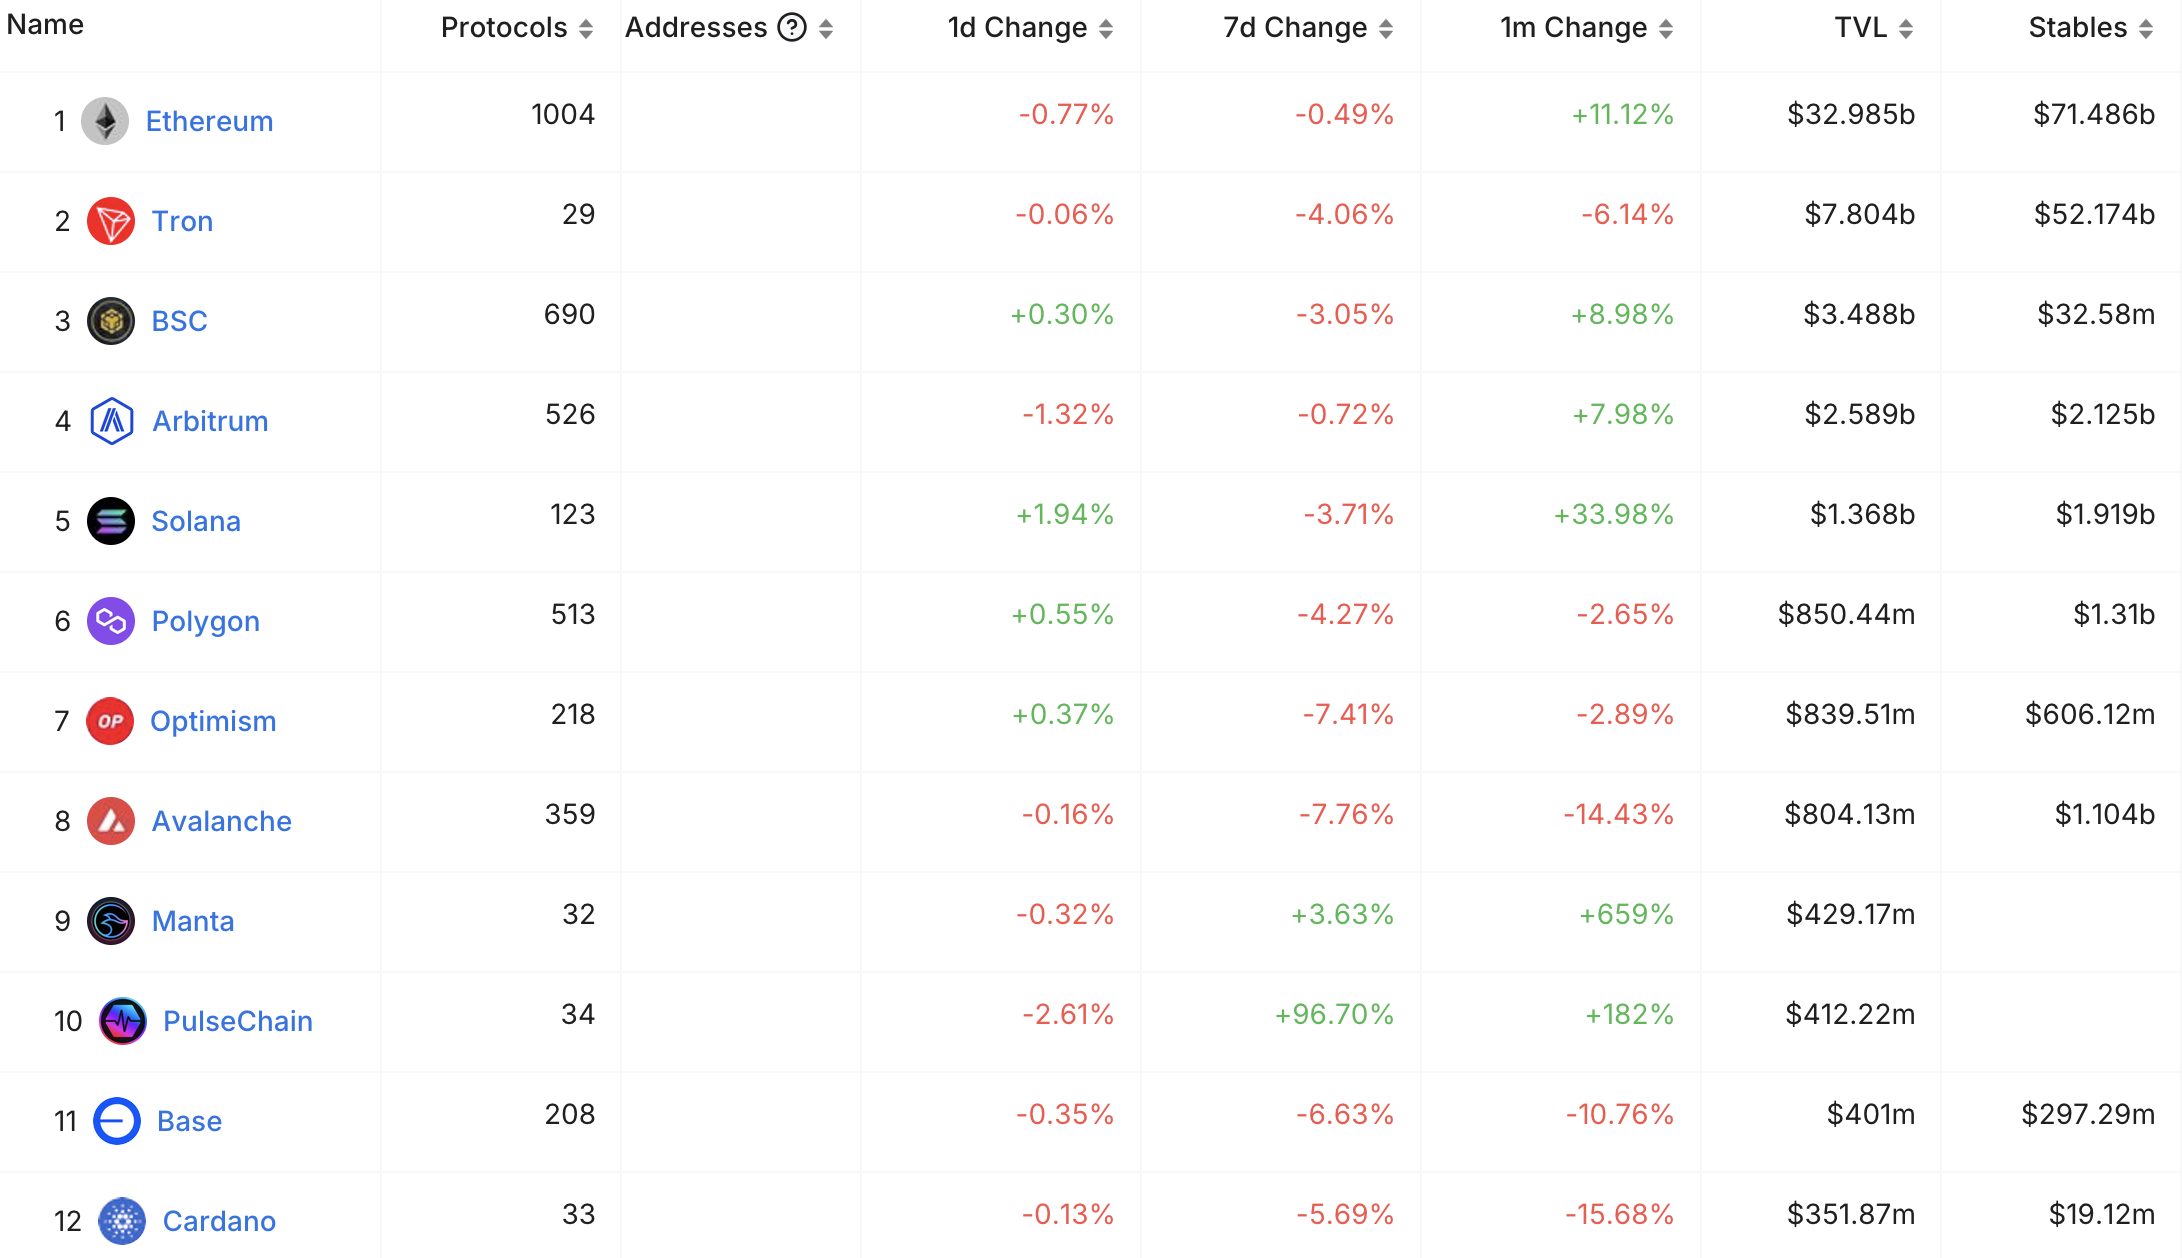 Name Protocols Addresses ? 1d Change 7d Change 1m Change TVL Stables
1 Ethereum 1004 -0.77% -0.49% +11.12% $32.985b $71.486b
2 Tron 29 -0.06% -4.06% -6.14% $7.804b $52.174b
3 BSC 690 +0.30% -3.05% +8.98% $3.488b $32.58m
4 Arbitrum 526 -1.32% -0.72% +7.98% $2.589b $2.125b
5 Solana 123 +1.94% -3.71% +33.98% $1.368b $1.919b
6 Polygon 513 +0.55% -4.27% -2.65% $850.44m $1.31b
7 OP Optimism 218 +0.37% -7.41% -2.89% $839.51m $606.12m
8 Avalanche 359 -0.16% -7.76% -14.43% $804.13m $1.104b
9 Manta 32 -0.32% +3.63% +659% $429.17m
10 PulseChain 34 -2.61% +96.70% +182% $412.22m
11 Base 208 -0.35% -6.63% -10.76% $401m $297.29m
12 Cardano 33 -0.13% -5.69% -15.68% $351.87m $19.12m